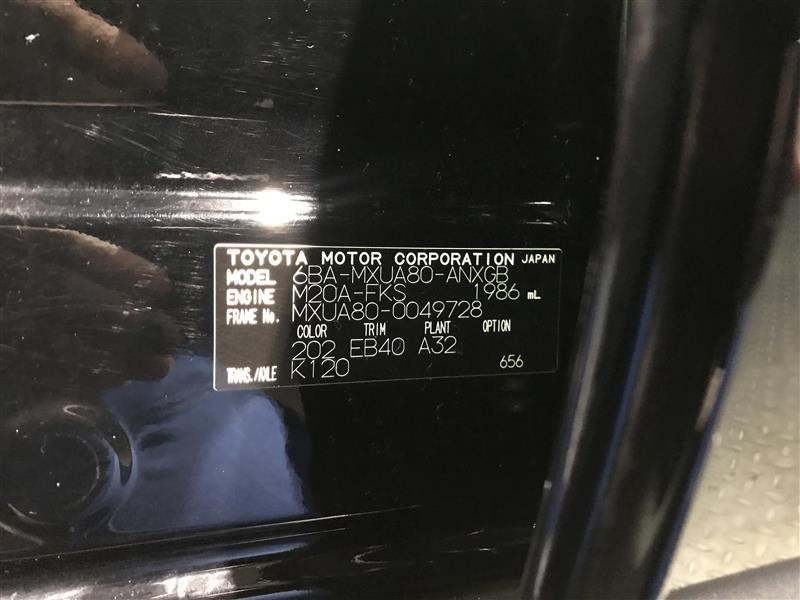 TOYOTA MOTOR CORPORATION JAPAN
MODEL 6BA-MXUA80-ANXGB
ENGINE M20A-FKS 1986 mL
FRAME No. MXUA80-0049728
COLOR TRIM PLANT OPTION
202 EB40 A32
TRANS./AXLE K120 656